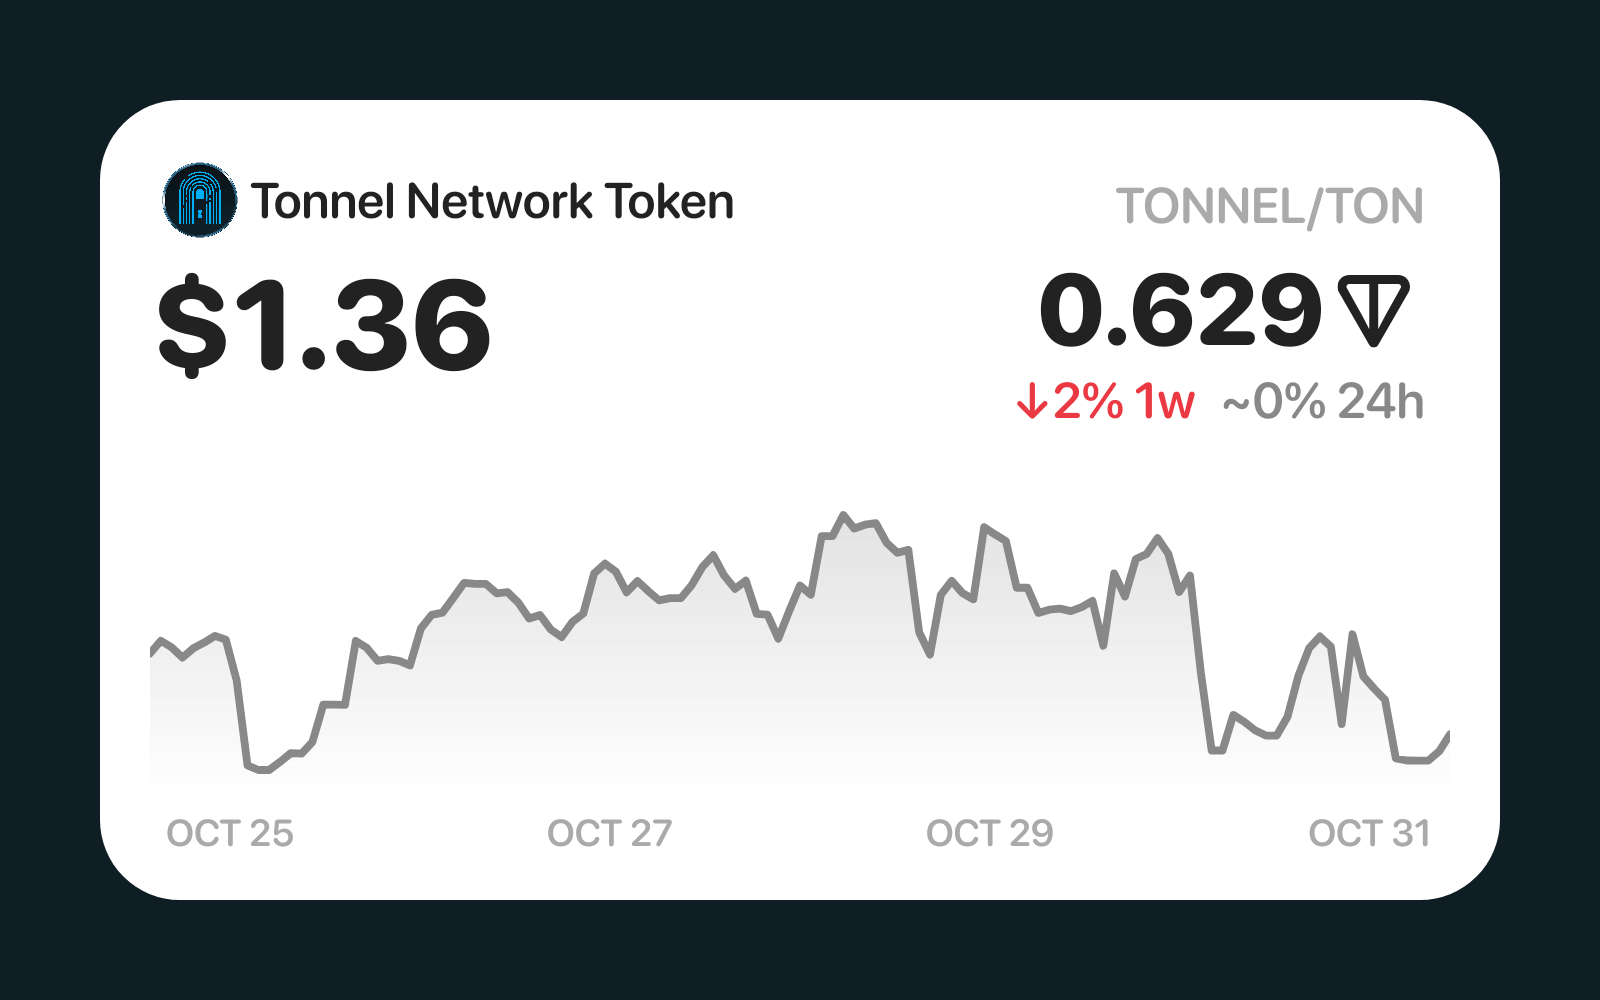 Tonnel Network Token
TONNEL/TON
$1.36
0.629
↓2% 1w ~0% 24h
OCT 25
OCT 27
OCT 29
OCT 31